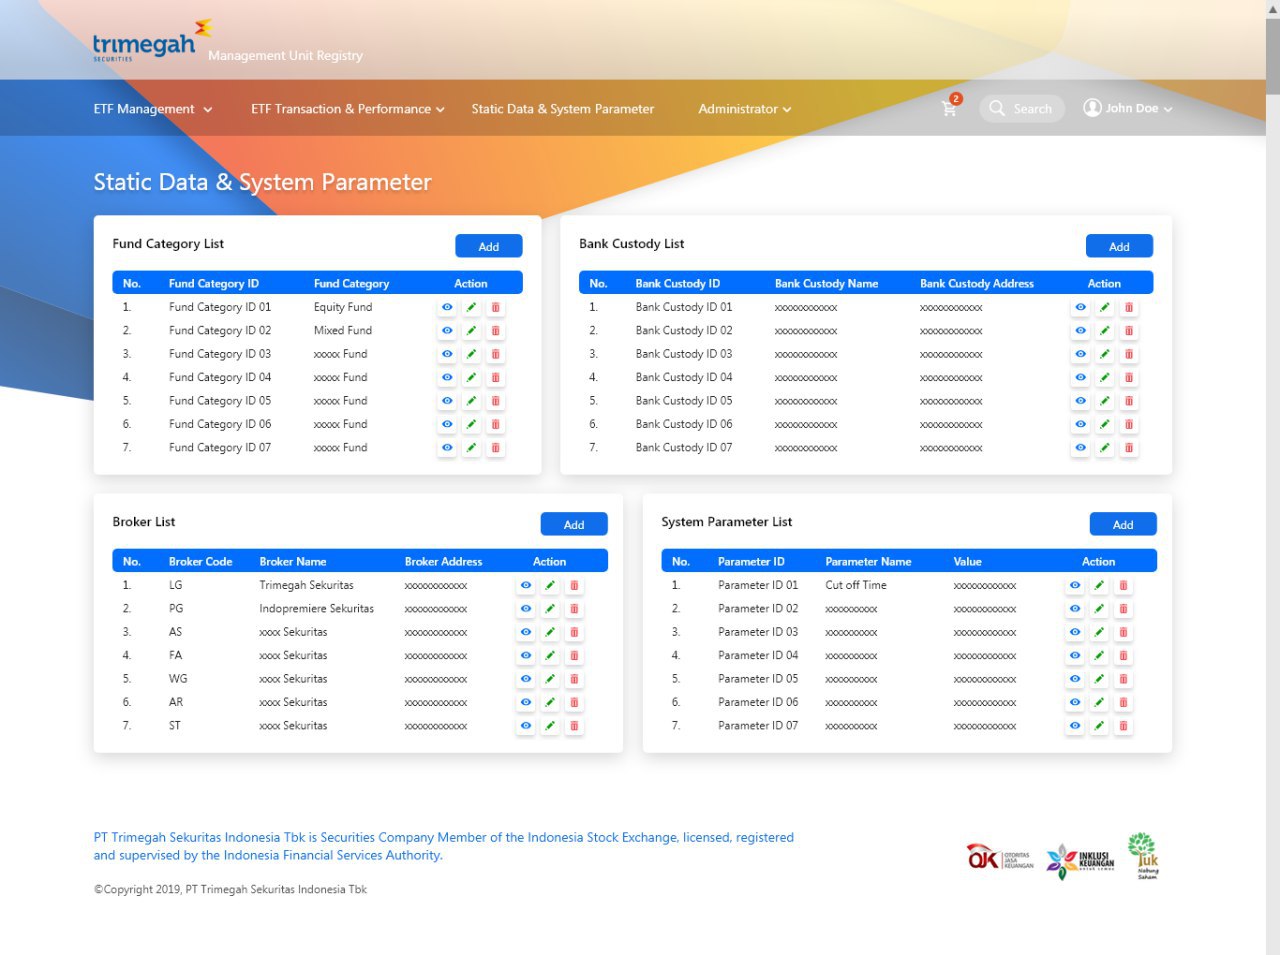 trimegah
SECURITIES
Management Unit Registry
ETF Management
ETF Transaction & Performance
Static Data & System Parameter
Administrator
2
Search
John Doe
Static Data & System Parameter
Fund Category List
Add
No. Fund Category ID Fund Category Action
1. Fund Category ID 01 Equity Fund
2. Fund Category ID 02 Mixed Fund
3. Fund Category ID 03 xxxxx Fund
4. Fund Category ID 04 xxxxx Fund
5. Fund Category ID 05 xxxxx Fund
6. Fund Category ID 06 xxxxx Fund
7. Fund Category ID 07 xxxxx Fund
Bank Custody List
Add
No. Bank Custody ID Bank Custody Name Bank Custody Address Action
1. Bank Custody ID 01 xxxxxxxxxxxx xxxxxxxxxxxx
2. Bank Custody ID 02 xxxxxxxxxxxx xxxxxxxxxxxx
3. Bank Custody ID 03 xxxxxxxxxxxx xxxxxxxxxxxx
4. Bank Custody ID 04 xxxxxxxxxxxx xxxxxxxxxxxx
5. Bank Custody ID 05 xxxxxxxxxxxx xxxxxxxxxxxx
6. Bank Custody ID 06 xxxxxxxxxxxx xxxxxxxxxxxx
7. Bank Custody ID 07 xxxxxxxxxxxx xxxxxxxxxxxx
Broker List
Add
No. Broker Code Broker Name Broker Address Action
1. LG Trimegah Sekuritas xxxxxxxxxxxx
2. PG Indopremiere Sekuritas xxxxxxxxxxxx
3. AS xxxx Sekuritas xxxxxxxxxxxx
4. FA xxxx Sekuritas xxxxxxxxxxxx
5. WG xxxx Sekuritas xxxxxxxxxxxx
6. AR xxxx Sekuritas xxxxxxxxxxxx
7. ST xxxx Sekuritas xxxxxxxxxxxx
System Parameter List
Add
No. Parameter ID Parameter Name Value Action
1. Parameter ID 01 Cut off Time xxxxxxxxxxxx
2. Parameter ID 02 xxxxxxxxxx xxxxxxxxxxxx
3. Parameter ID 03 xxxxxxxxxx xxxxxxxxxxxx
4. Parameter ID 04 xxxxxxxxxx xxxxxxxxxxxx
5. Parameter ID 05 xxxxxxxxxx xxxxxxxxxxxx
6. Parameter ID 06 xxxxxxxxxx xxxxxxxxxxxx
7. Parameter ID 07 xxxxxxxxxx xxxxxxxxxxxx
PT Trimegah Sekuritas Indonesia Tbk is Securities Company Member of the Indonesia Stock Exchange, licensed, registered
and supervised by the Indonesia Financial Services Authority.
©Copyright 2019, PT Trimegah Sekuritas Indonesia Tbk
OJK
OTORITAS
JASA
KEUANGAN
INKLUSI
KEUANGAN
UNTUK SEMUA
Yuk
Nabung
Saham